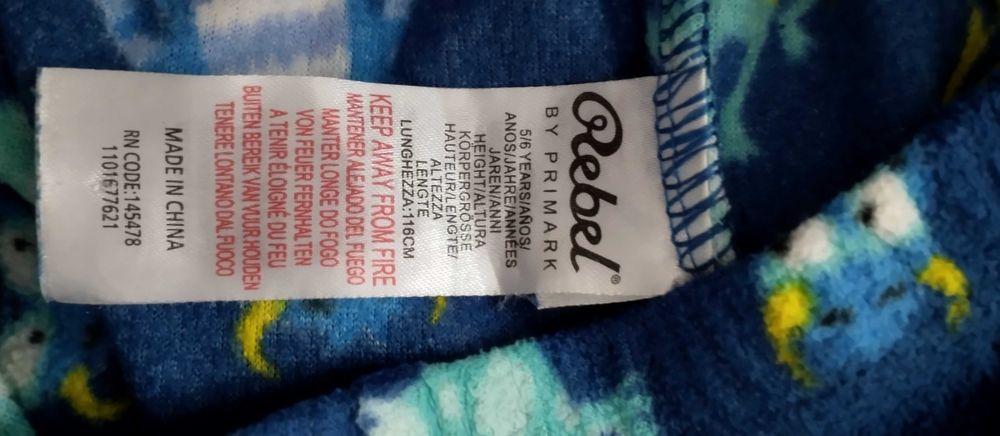 Rebel®
BY PRIMARK
5/6 YEARS/AÑOS/
ANOS/JAHRE/ANNÉES
JAREN/ANNI
HEIGHT/ALTURA
KÖRPERGRÖSSE
HAUTEUR/LENGTE/
ALTEZZA
LENGTE
LUNGHEZZA:116CM
KEEP AWAY FROM FIRE
MANTENER ALEJADO DEL FUEGO
MANTER LONGE DO FOGO
VON FEUER FERNHALTEN
A TENIR ÉLOIGNÉ DU FEU
BUITEN BEREIK VAN VUUR HOUDEN
TENERE LONTANO DAL FUOCO
MADE IN CHINA
RN CODE:145478
1101677621